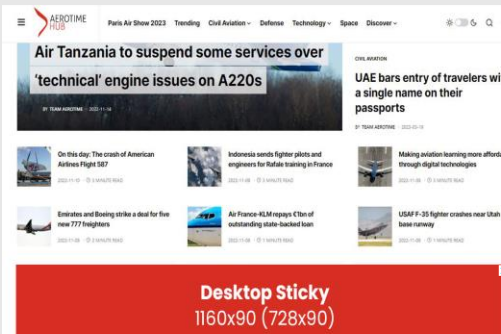 AEROTIME
HUB
Paris Air Show 2023 Trending Civil Aviation Defense Technology Space Discover
Air Tanzania to suspend some services over
'technical' engine issues on A220s
BY TEAM AEROTIME
CIVIL AVIATION
UAE bars entry of travelers wi
a single name on their
passports
BY TEAM AEROTIME
On this day: The crash of American
Airlines Flight 587
2 MINUTE READ
Indonesia sends fighter pilots and
engineers for Rafale training in France
2 MINUTE READ
Making aviation learning more afforda
through digital technologies
MINUTE READ
Emirates and Boeing strike a deal for five
new 777 freighters
MINUTE READ
Air France-KLM repays €1bn of
outstanding state-backed loan
1 MINUTE READ
USAF F-35 fighter crashes near Utah
base runway
1 MINUTE READ
Desktop Sticky
1160x90 (728x90)